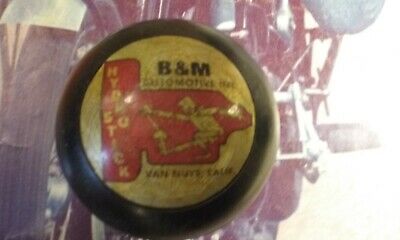 B&M
AUTOMOTIVE INC.
HYDRO
STICK
VAN NUYS, CALIF.